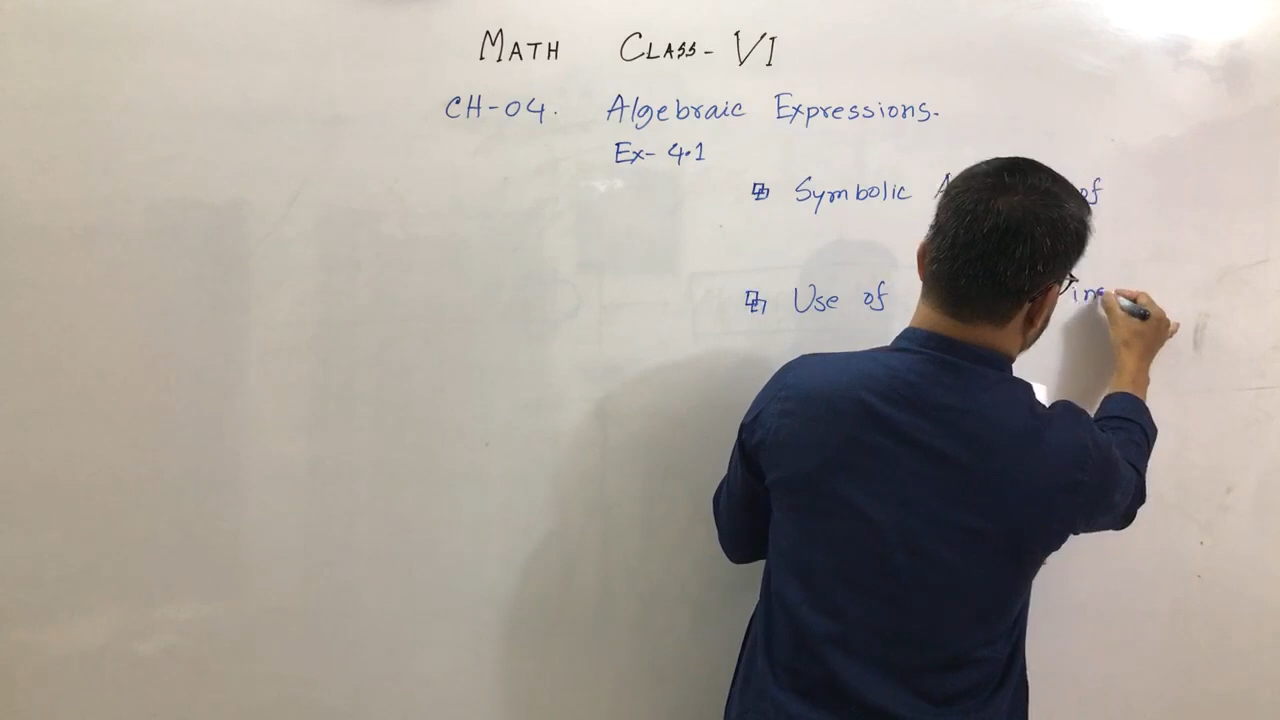 MATH CLASS-VI
CH-04. Algebraic Expressions.
Ex-4.1
Symbolic of
Use of